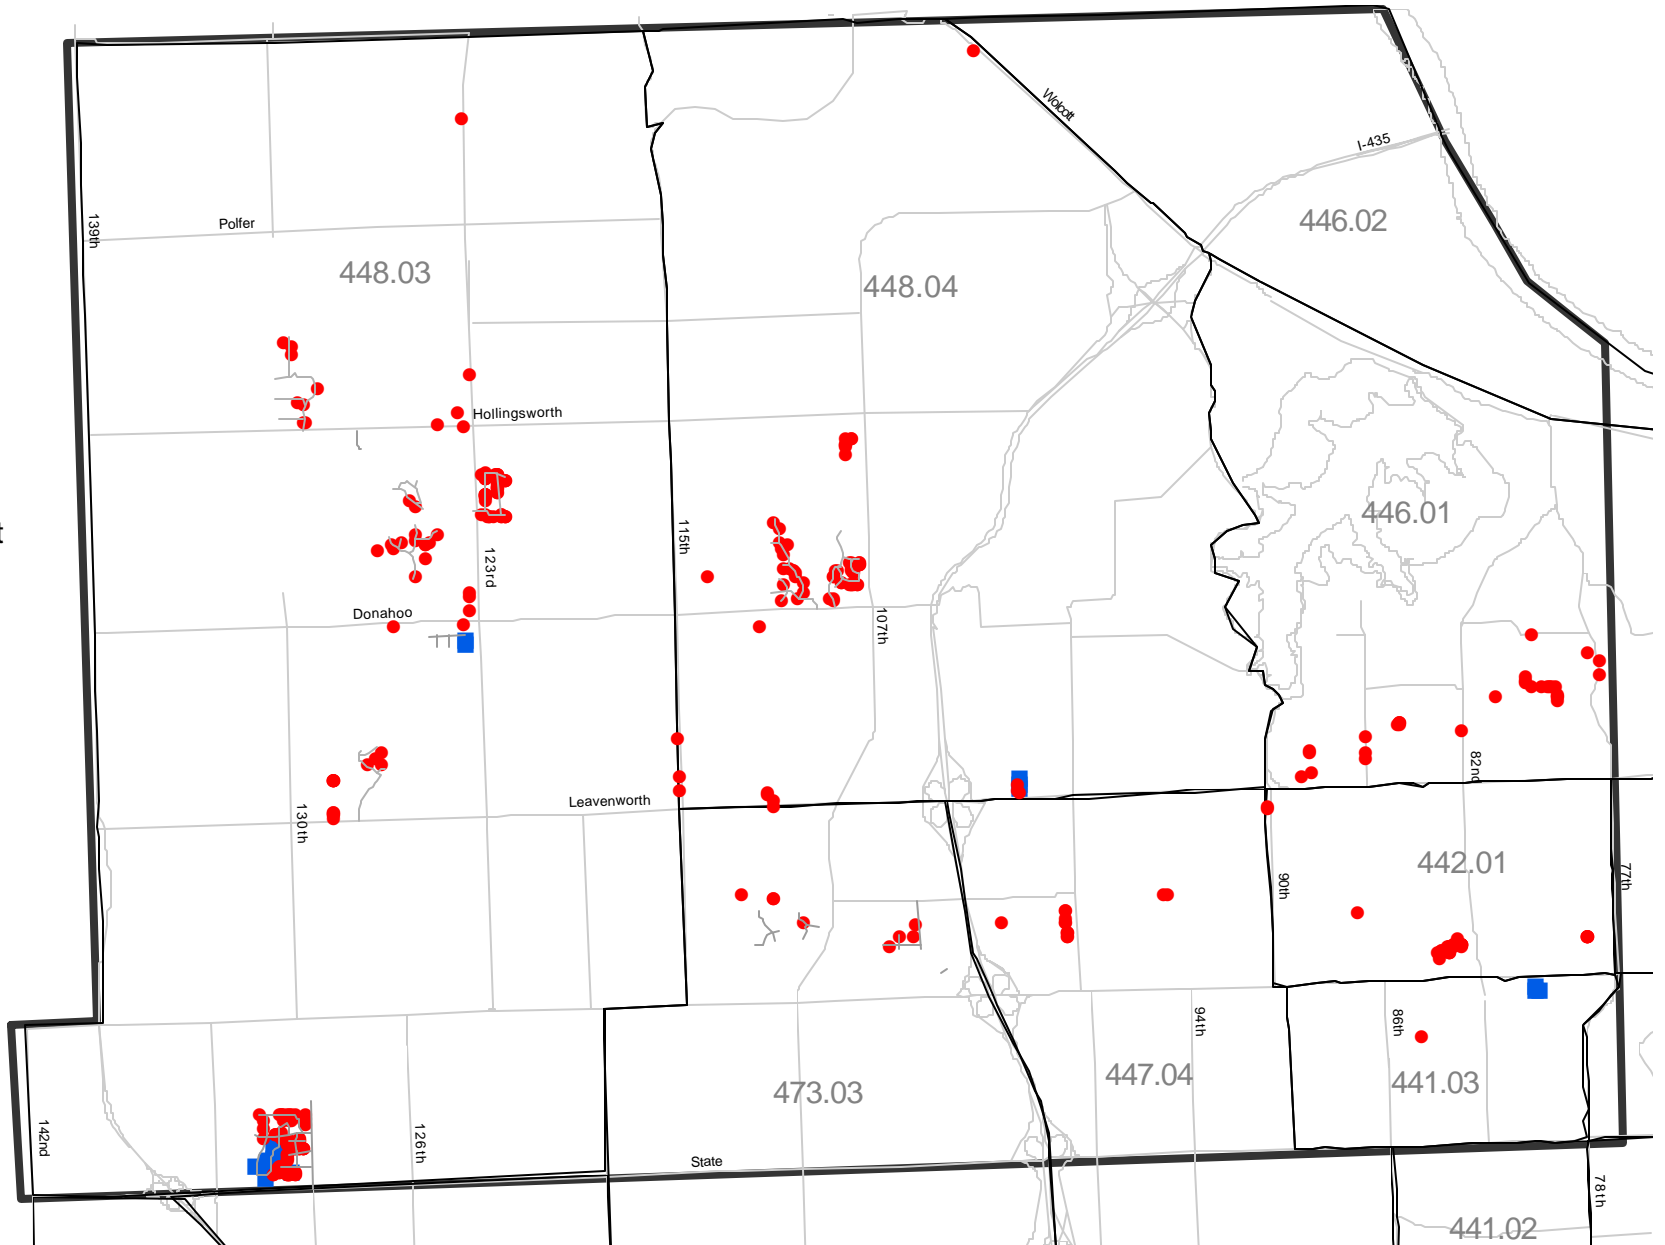 Wolcott
I-435
139th
Polfer
446.02
448.03
448.04
Hollingsworth
446.01
t
115th
123rd
Donahoo
107th
82nd
Leavenworth
130th
442.01
90th
77th
94th
86th
447.04
441.03
473.03
142nd
126th
State
78th
441.02